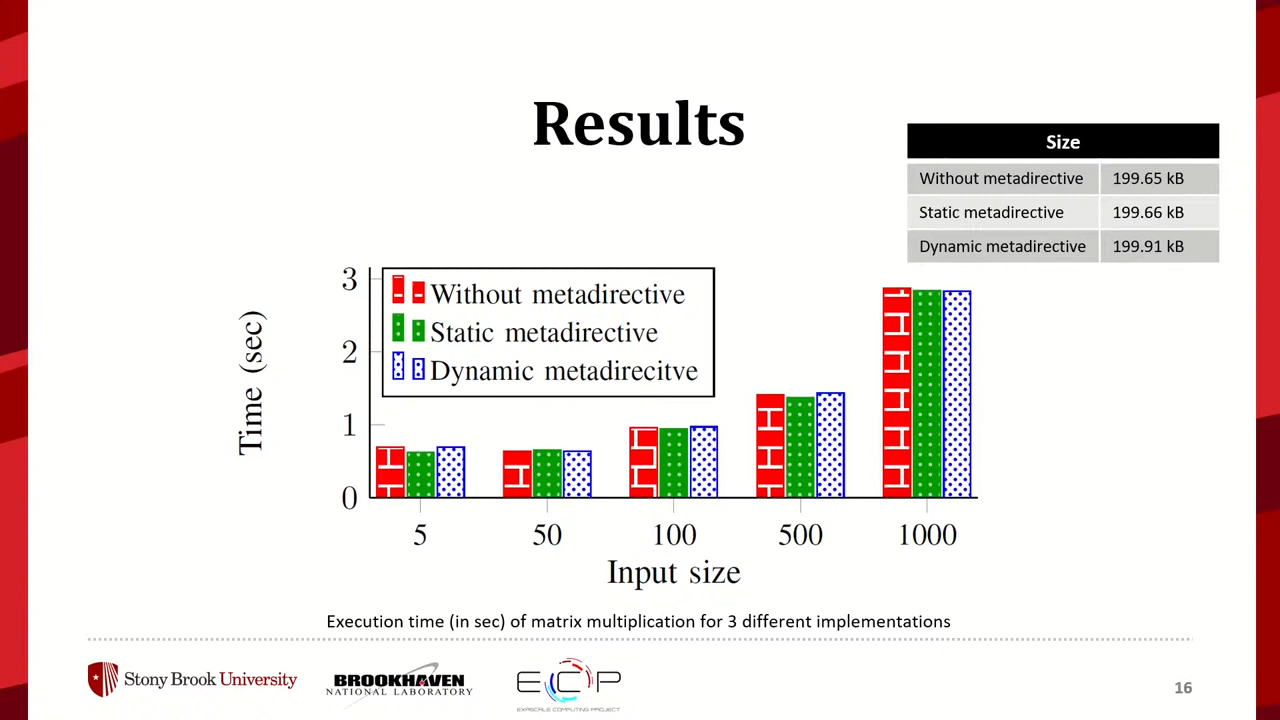 Results
Size
Without metadirective 199.65 kB
Static metadirective 199.66 kB
Dynamic metadirective 199.91 kB
Time (sec)
3
2
1
0
Without metadirective
Static metadirective
Dynamic metadirecitve
5 50 100 500 1000
Input size
Execution time (in sec) of matrix multiplication for 3 different implementations
Stony Brook University
BROOKHAVEN
NATIONAL LABORATORY
ECP
EXASCALE COMPUTING PROJECT
16